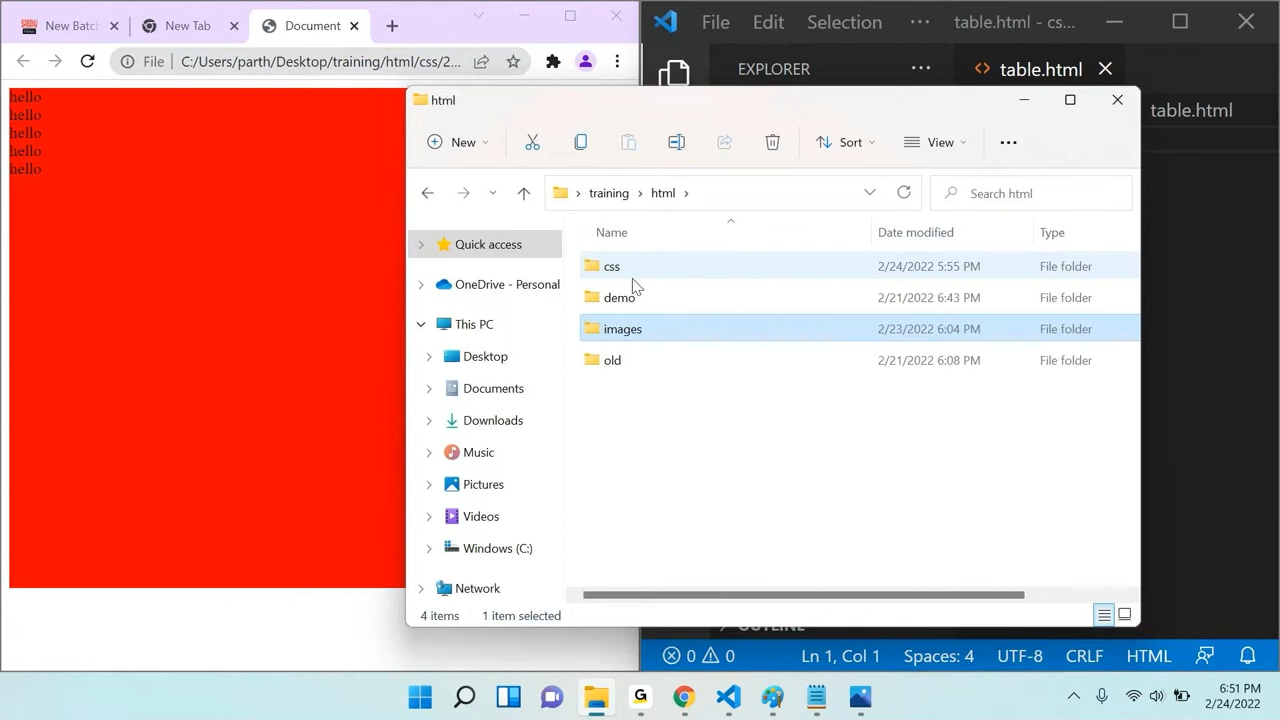 New Batch
New Tab
Document
File C:/Users/parth/Desktop/training/html/css/2...
hello
hello
hello
hello
hello
File Edit Selection ··· table.html - cs...
EXPLORER ···
<> table.html
table.html
html
New
Sort
View
···
training > html >
Search html
Name Date modified Type
css 2/24/2022 5:55 PM File folder
demo 2/21/2022 6:43 PM File folder
images 2/23/2022 6:04 PM File folder
old 2/21/2022 6:08 PM File folder
Quick access
OneDrive - Personal
This PC
Desktop
Documents
Downloads
Music
Pictures
Videos
Windows (C:)
Network
4 items 1 item selected
OUTLINE
0 0 Ln 1, Col 1 Spaces: 4 UTF-8 CRLF HTML
G
6:51 PM
2/24/2022